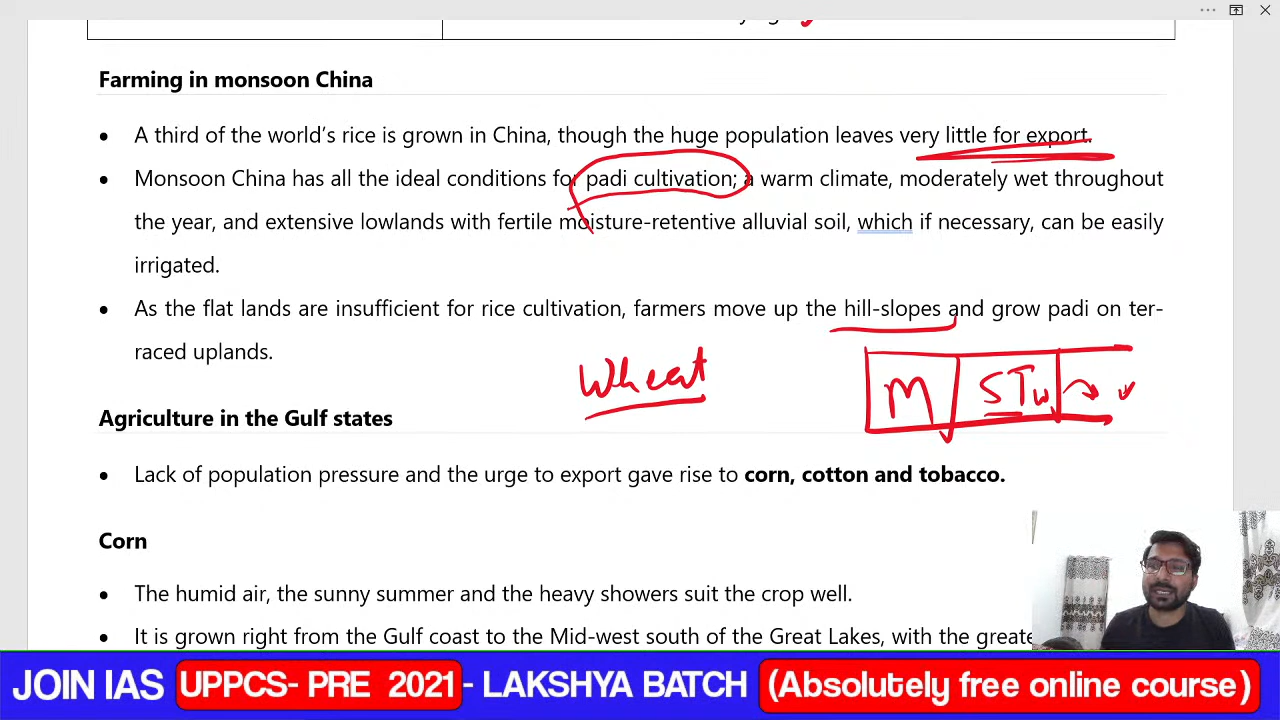 Farming in monsoon China
• A third of the world’s rice is grown in China, though the huge population leaves very little for export.
• Monsoon China has all the ideal conditions for padi cultivation; a warm climate, moderately wet throughout
the year, and extensive lowlands with fertile moisture-retentive alluvial soil, which if necessary, can be easily
irrigated.
• As the flat lands are insufficient for rice cultivation, farmers move up the hill-slopes and grow padi on ter-
raced uplands.
Wheat
M STW
Agriculture in the Gulf states
• Lack of population pressure and the urge to export gave rise to corn, cotton and tobacco.
Corn
• The humid air, the sunny summer and the heavy showers suit the crop well.
• It is grown right from the Gulf coast to the Mid-west south of the Great Lakes, with the greate
JOIN IAS UPPCS- PRE 2021 - LAKSHYA BATCH (Absolutely free online course)